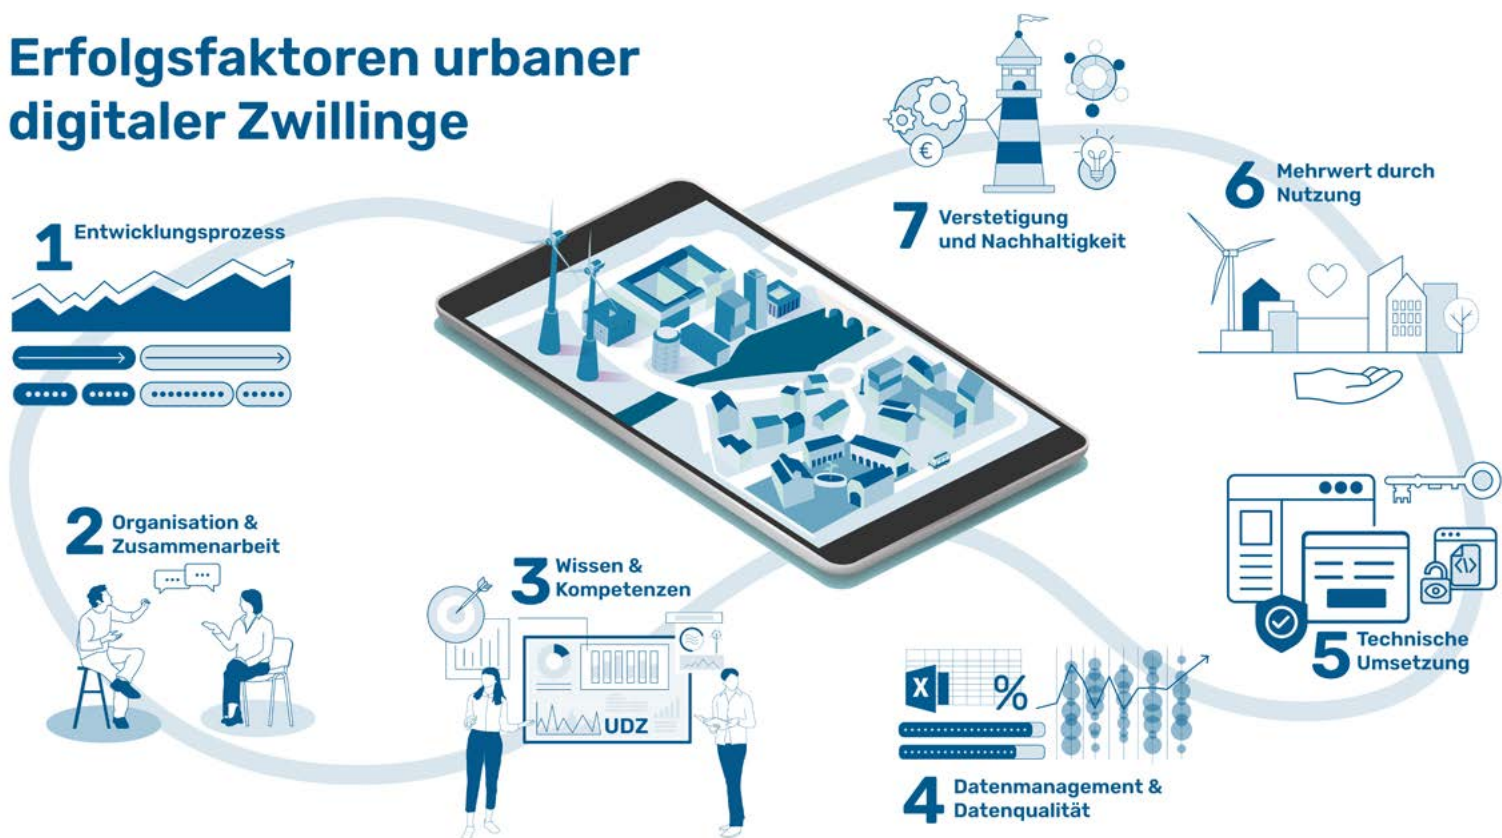 Erfolgsfaktoren urbaner
digitaler Zwillinge
1 Entwicklungsprozess
2 Organisation &
Zusammenarbeit
3 Wissen &
Kompetenzen
UDZ
4 Datenmanagement &
Datenqualität
X
%
5 Technische
Umsetzung
</>
6 Mehrwert durch
Nutzung
7 Verstetigung
und Nachhaltigkeit
€